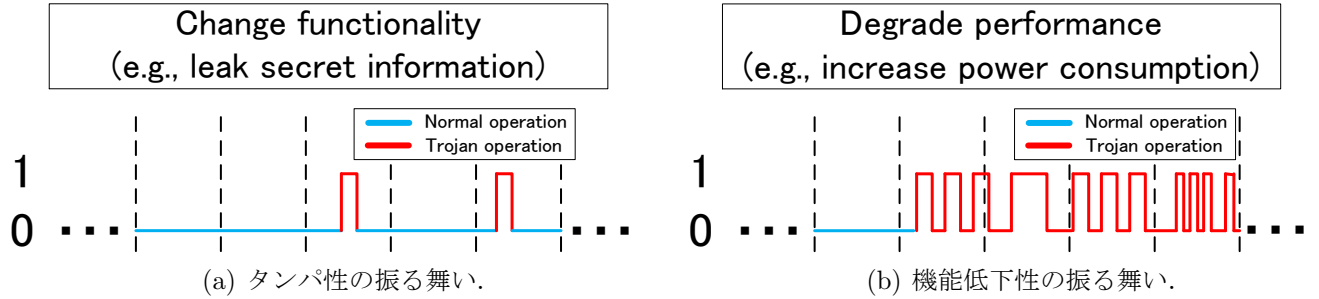 Change functionality
(e.g., leak secret information)
Normal operation
Trojan operation
1
0
(a) タンパ性の振る舞い.
Degrade performance
(e.g., increase power consumption)
Normal operation
Trojan operation
1
0
(b) 機能低下性の振る舞い.